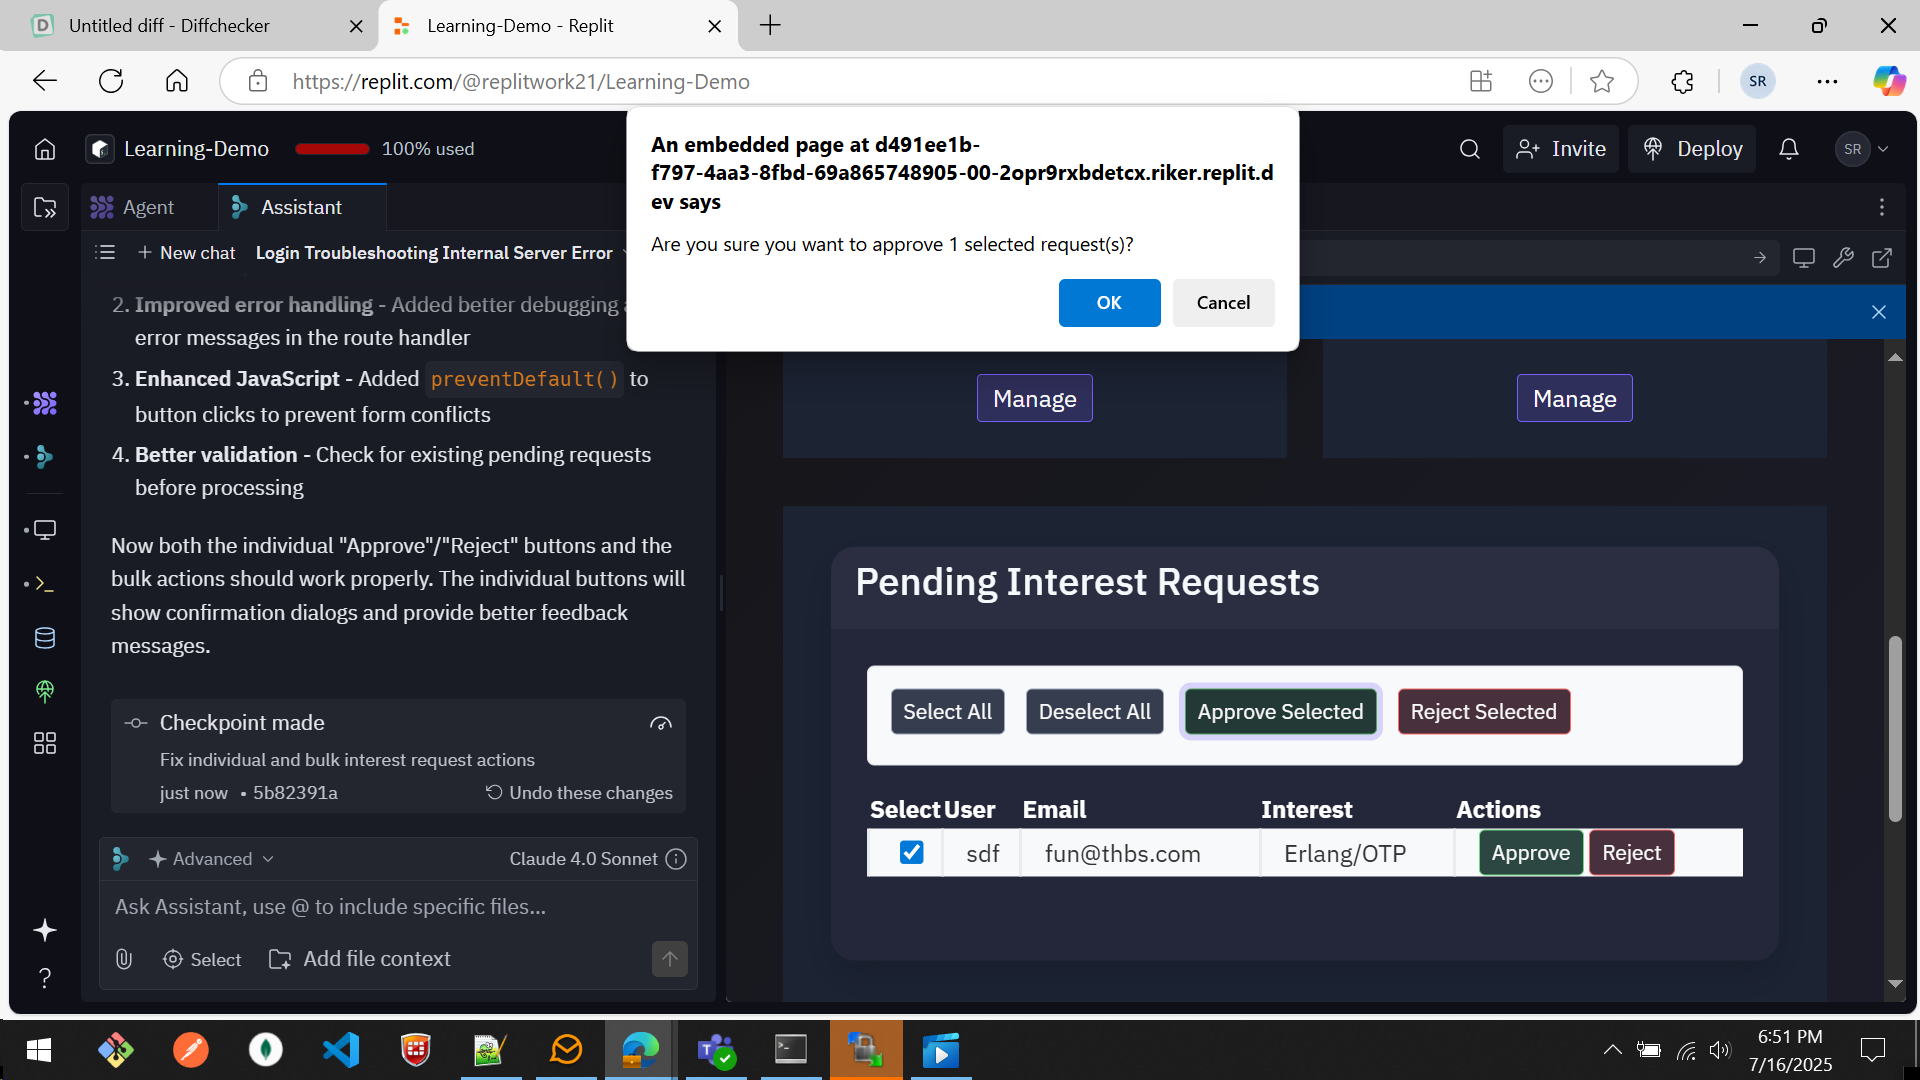 Untitled diff - Diffchecker
Learning-Demo - Replit
https://replit.com/@replitwork21/Learning-Demo
SR
Learning-Demo
100% used
Invite
Deploy
SR
An embedded page at d491ee1b-
f797-4aa3-8fbd-69a865748905-00-2opr9rxbdetcx.riker.replit.d
ev says
Are you sure you want to approve 1 selected request(s)?
OK
Cancel
Agent
Assistant
New chat
Login Troubleshooting Internal Server Error
2. Improved error handling - Added better debugging
error messages in the route handler
3. Enhanced JavaScript - Added preventDefault() to
button clicks to prevent form conflicts
4. Better validation - Check for existing pending requests
before processing
Now both the individual "Approve"/"Reject" buttons and the
bulk actions should work properly. The individual buttons will
show confirmation dialogs and provide better feedback
messages.
Checkpoint made
Fix individual and bulk interest request actions
just now • 5b82391a
Undo these changes
Advanced
Claude 4.0 Sonnet
Ask Assistant, use @ to include specific files...
Select
Add file context
Manage
Manage
Pending Interest Requests
Select All
Deselect All
Approve Selected
Reject Selected
Select User Email Interest Actions
sdf fun@thbs.com Erlang/OTP Approve Reject
6:51 PM
7/16/2025